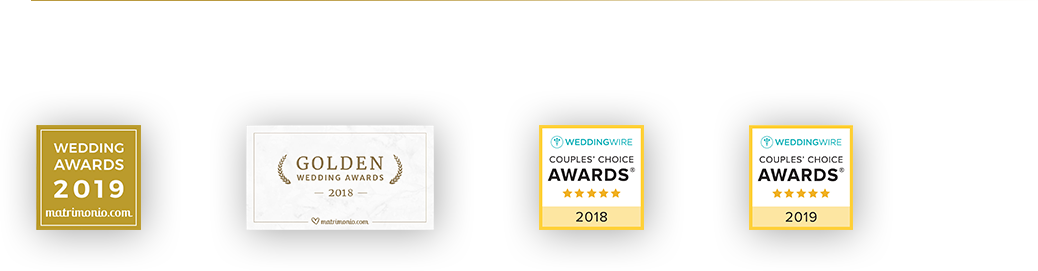 WEDDING
AWARDS
2019
matrimonio.com
GOLDEN
WEDDING AWARDS
— 2018 —
matrimonio.com
WEDDINGWIRE
COUPLES' CHOICE
AWARDS®
2018
WEDDINGWIRE
COUPLES' CHOICE
AWARDS®
2019